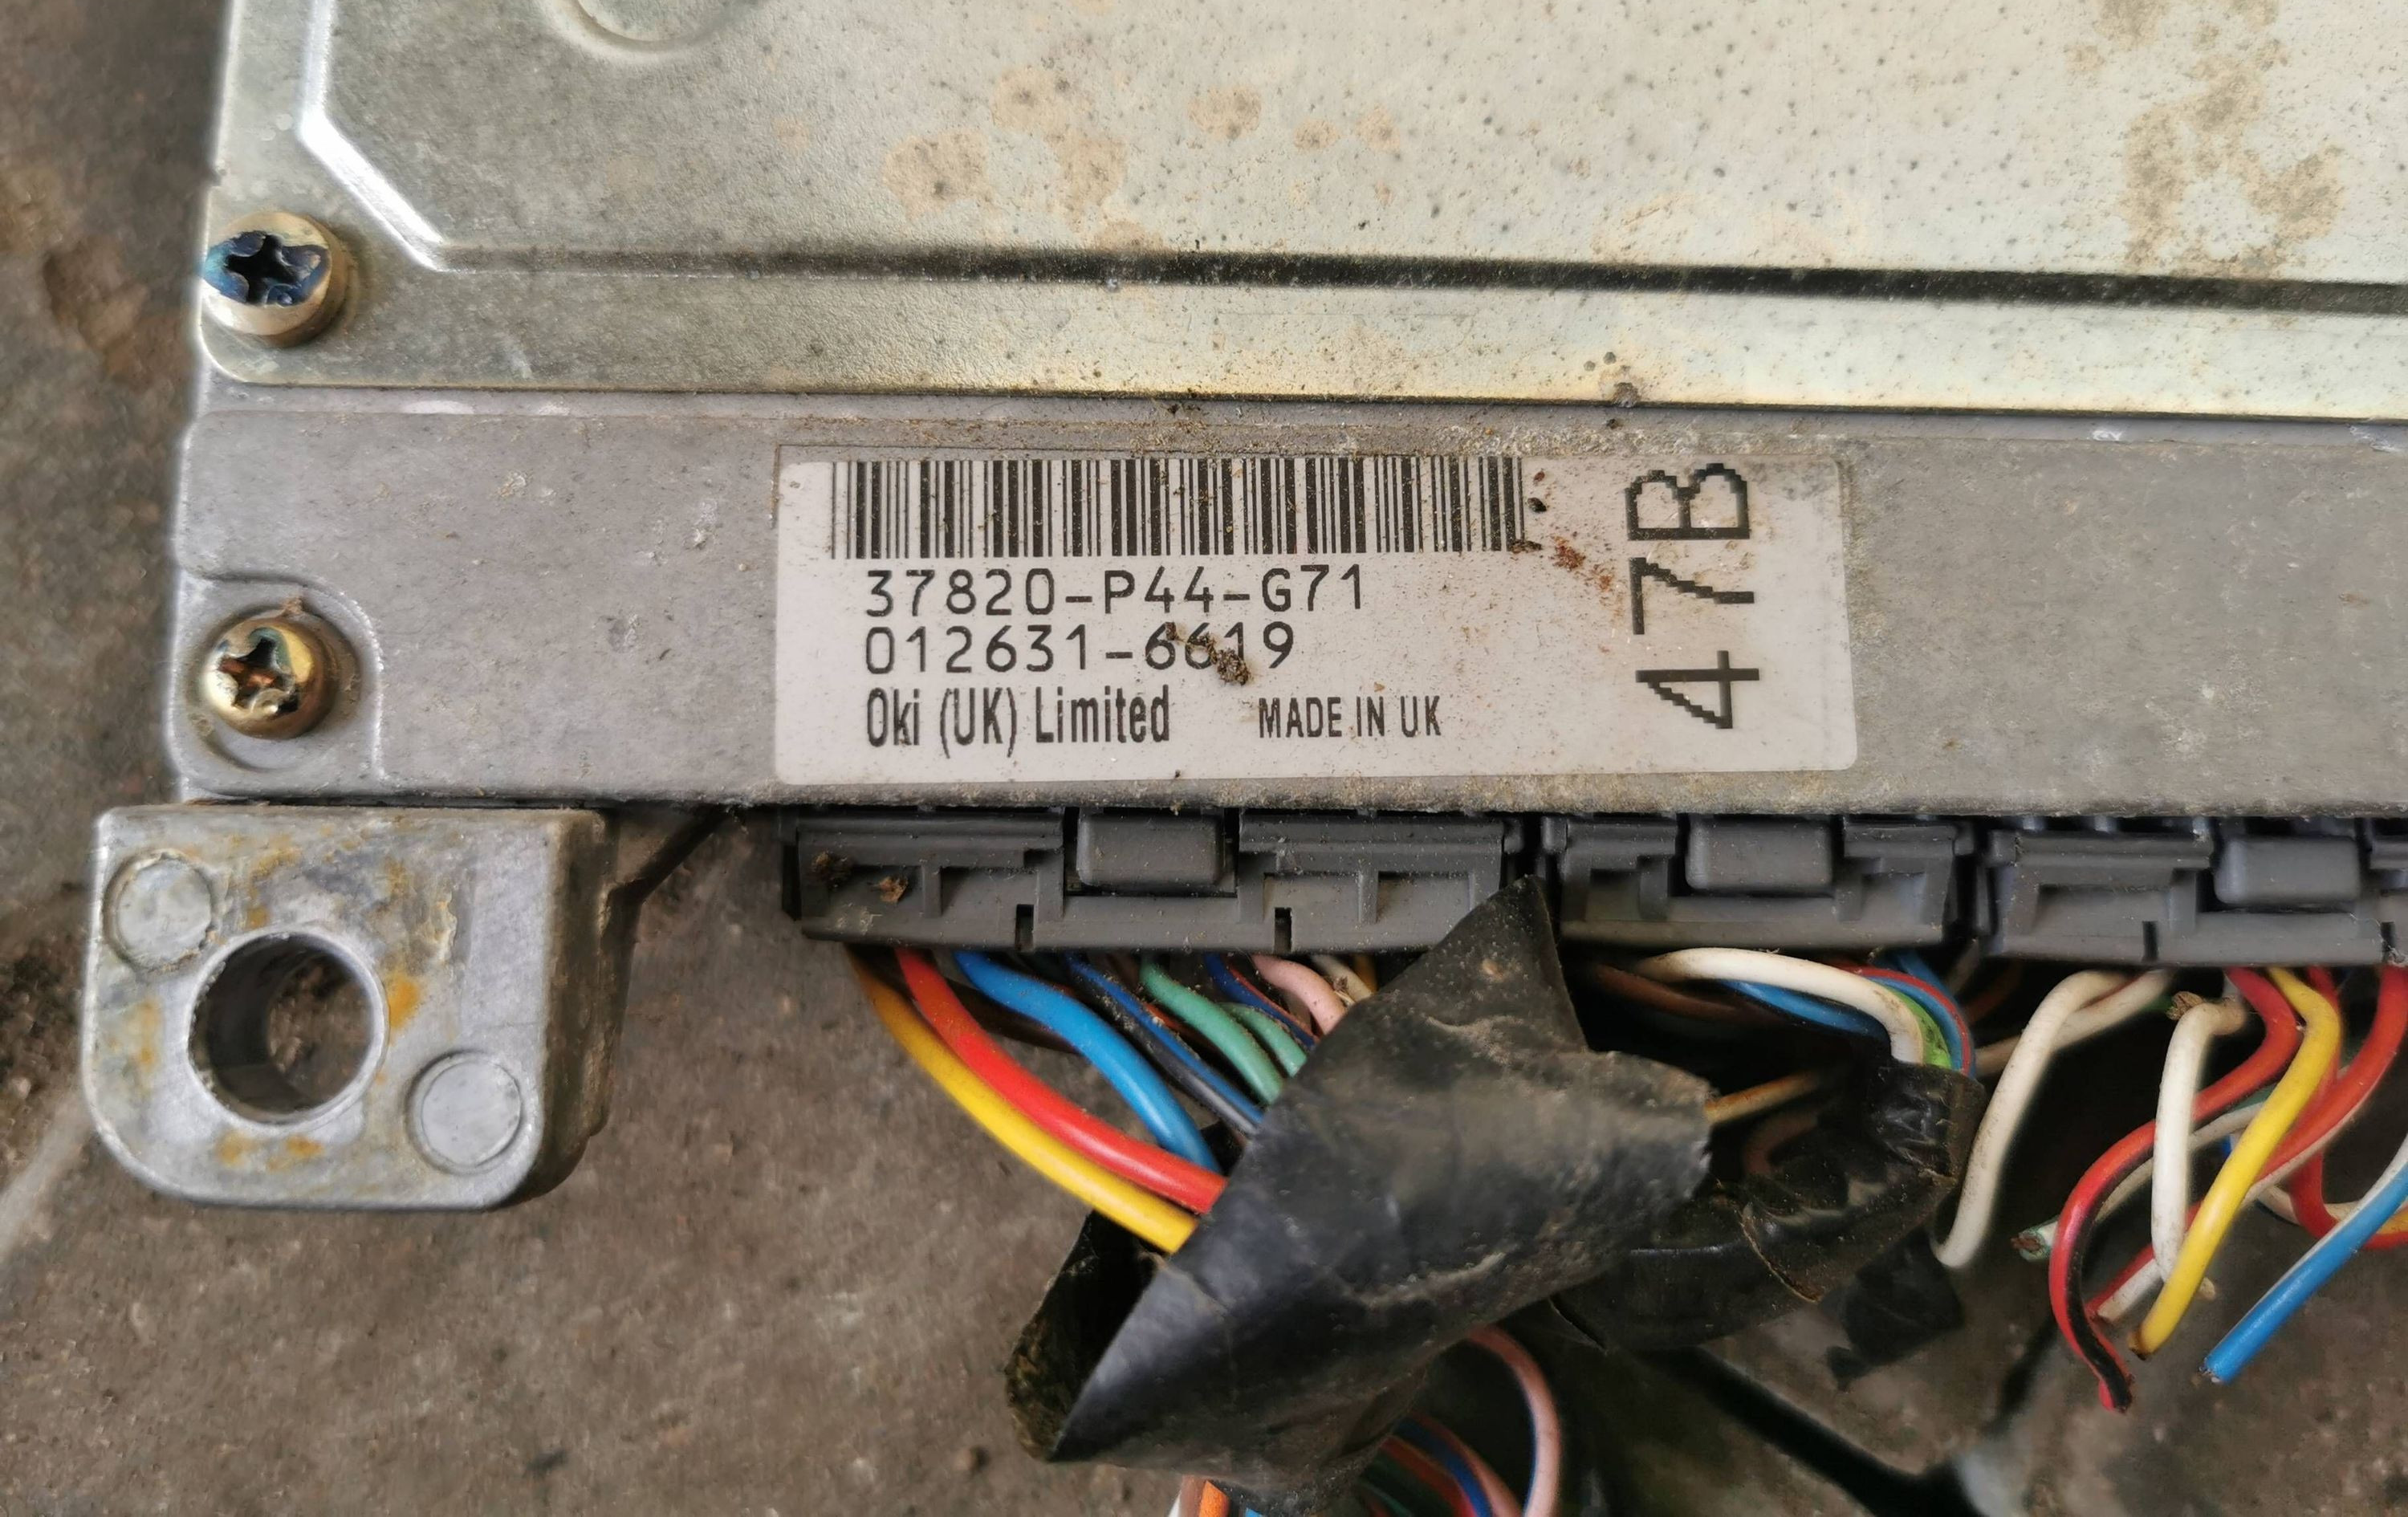 37820-P44-G71
012631-6619
Oki (UK) Limited MADE IN UK
47B